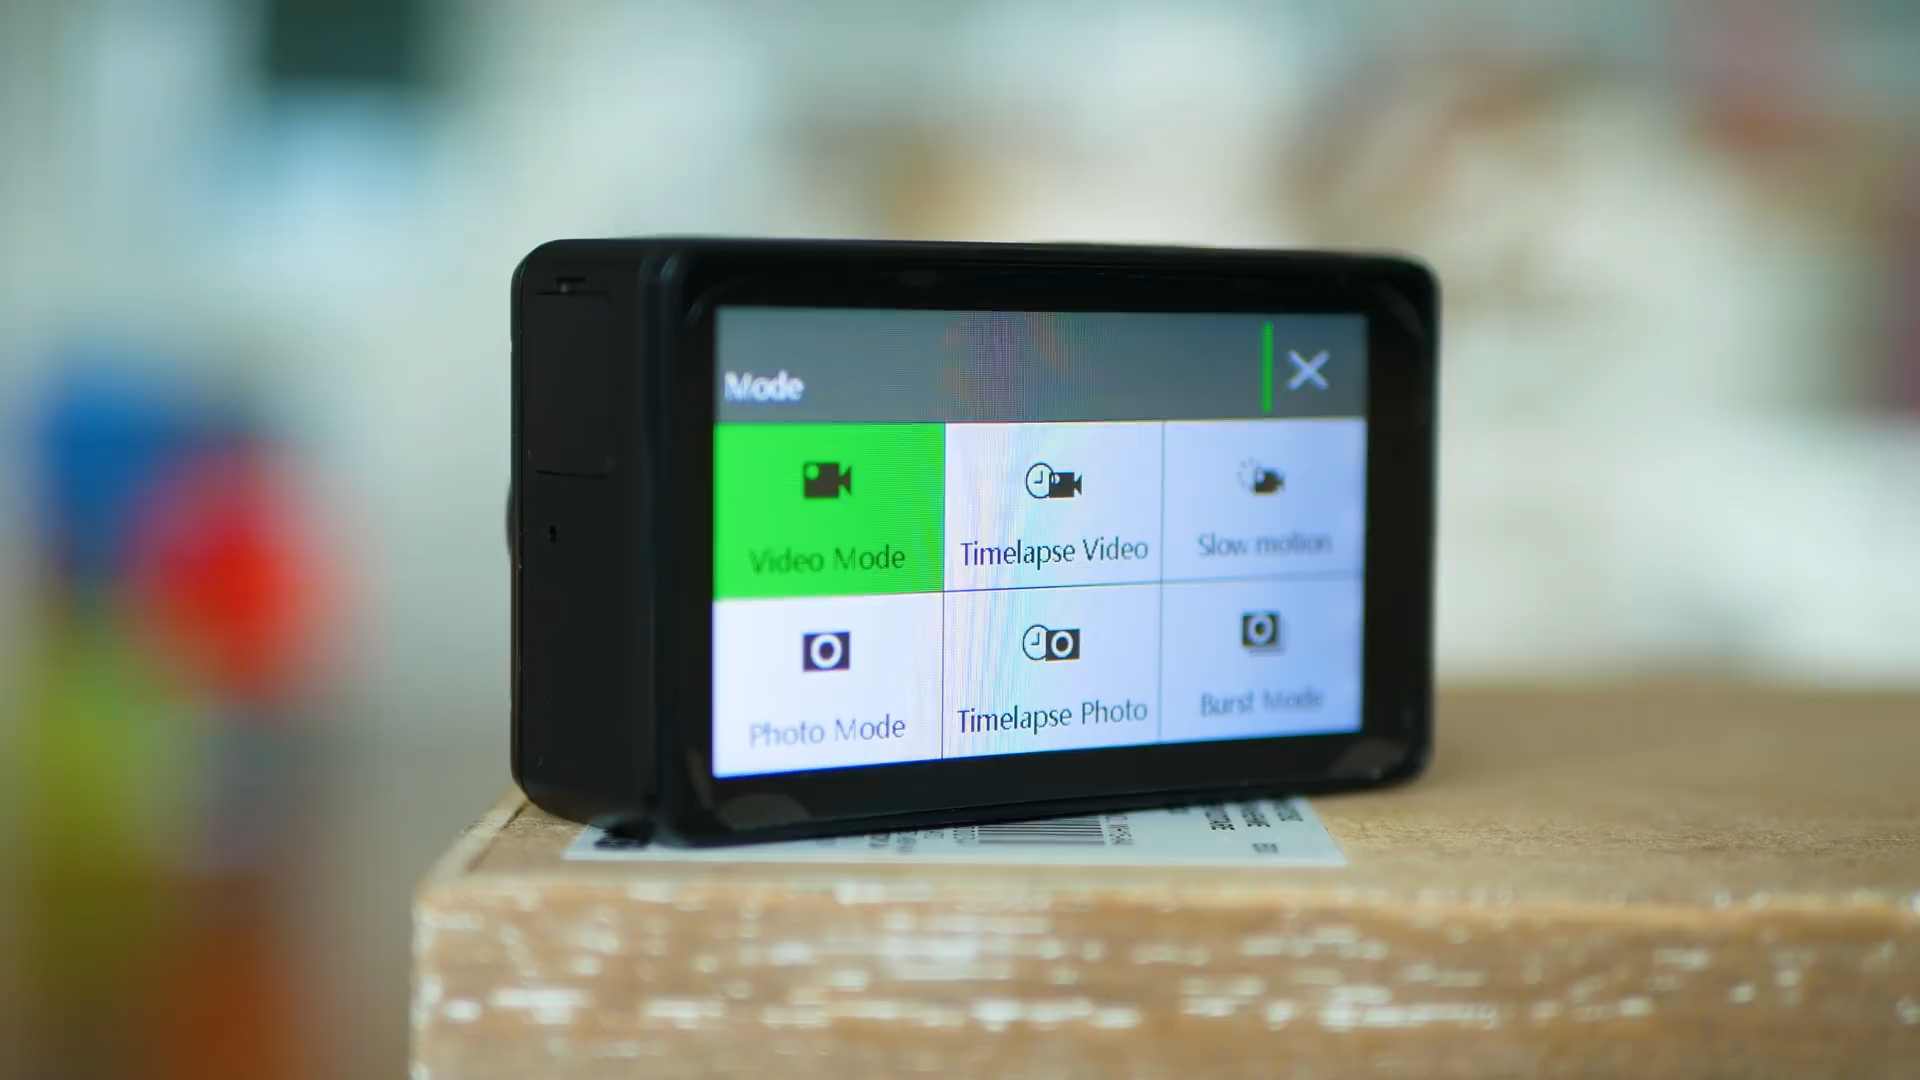 Mode
Video Mode
Timelapse Video
Slow motion
Photo Mode
Timelapse Photo
Burst Mode